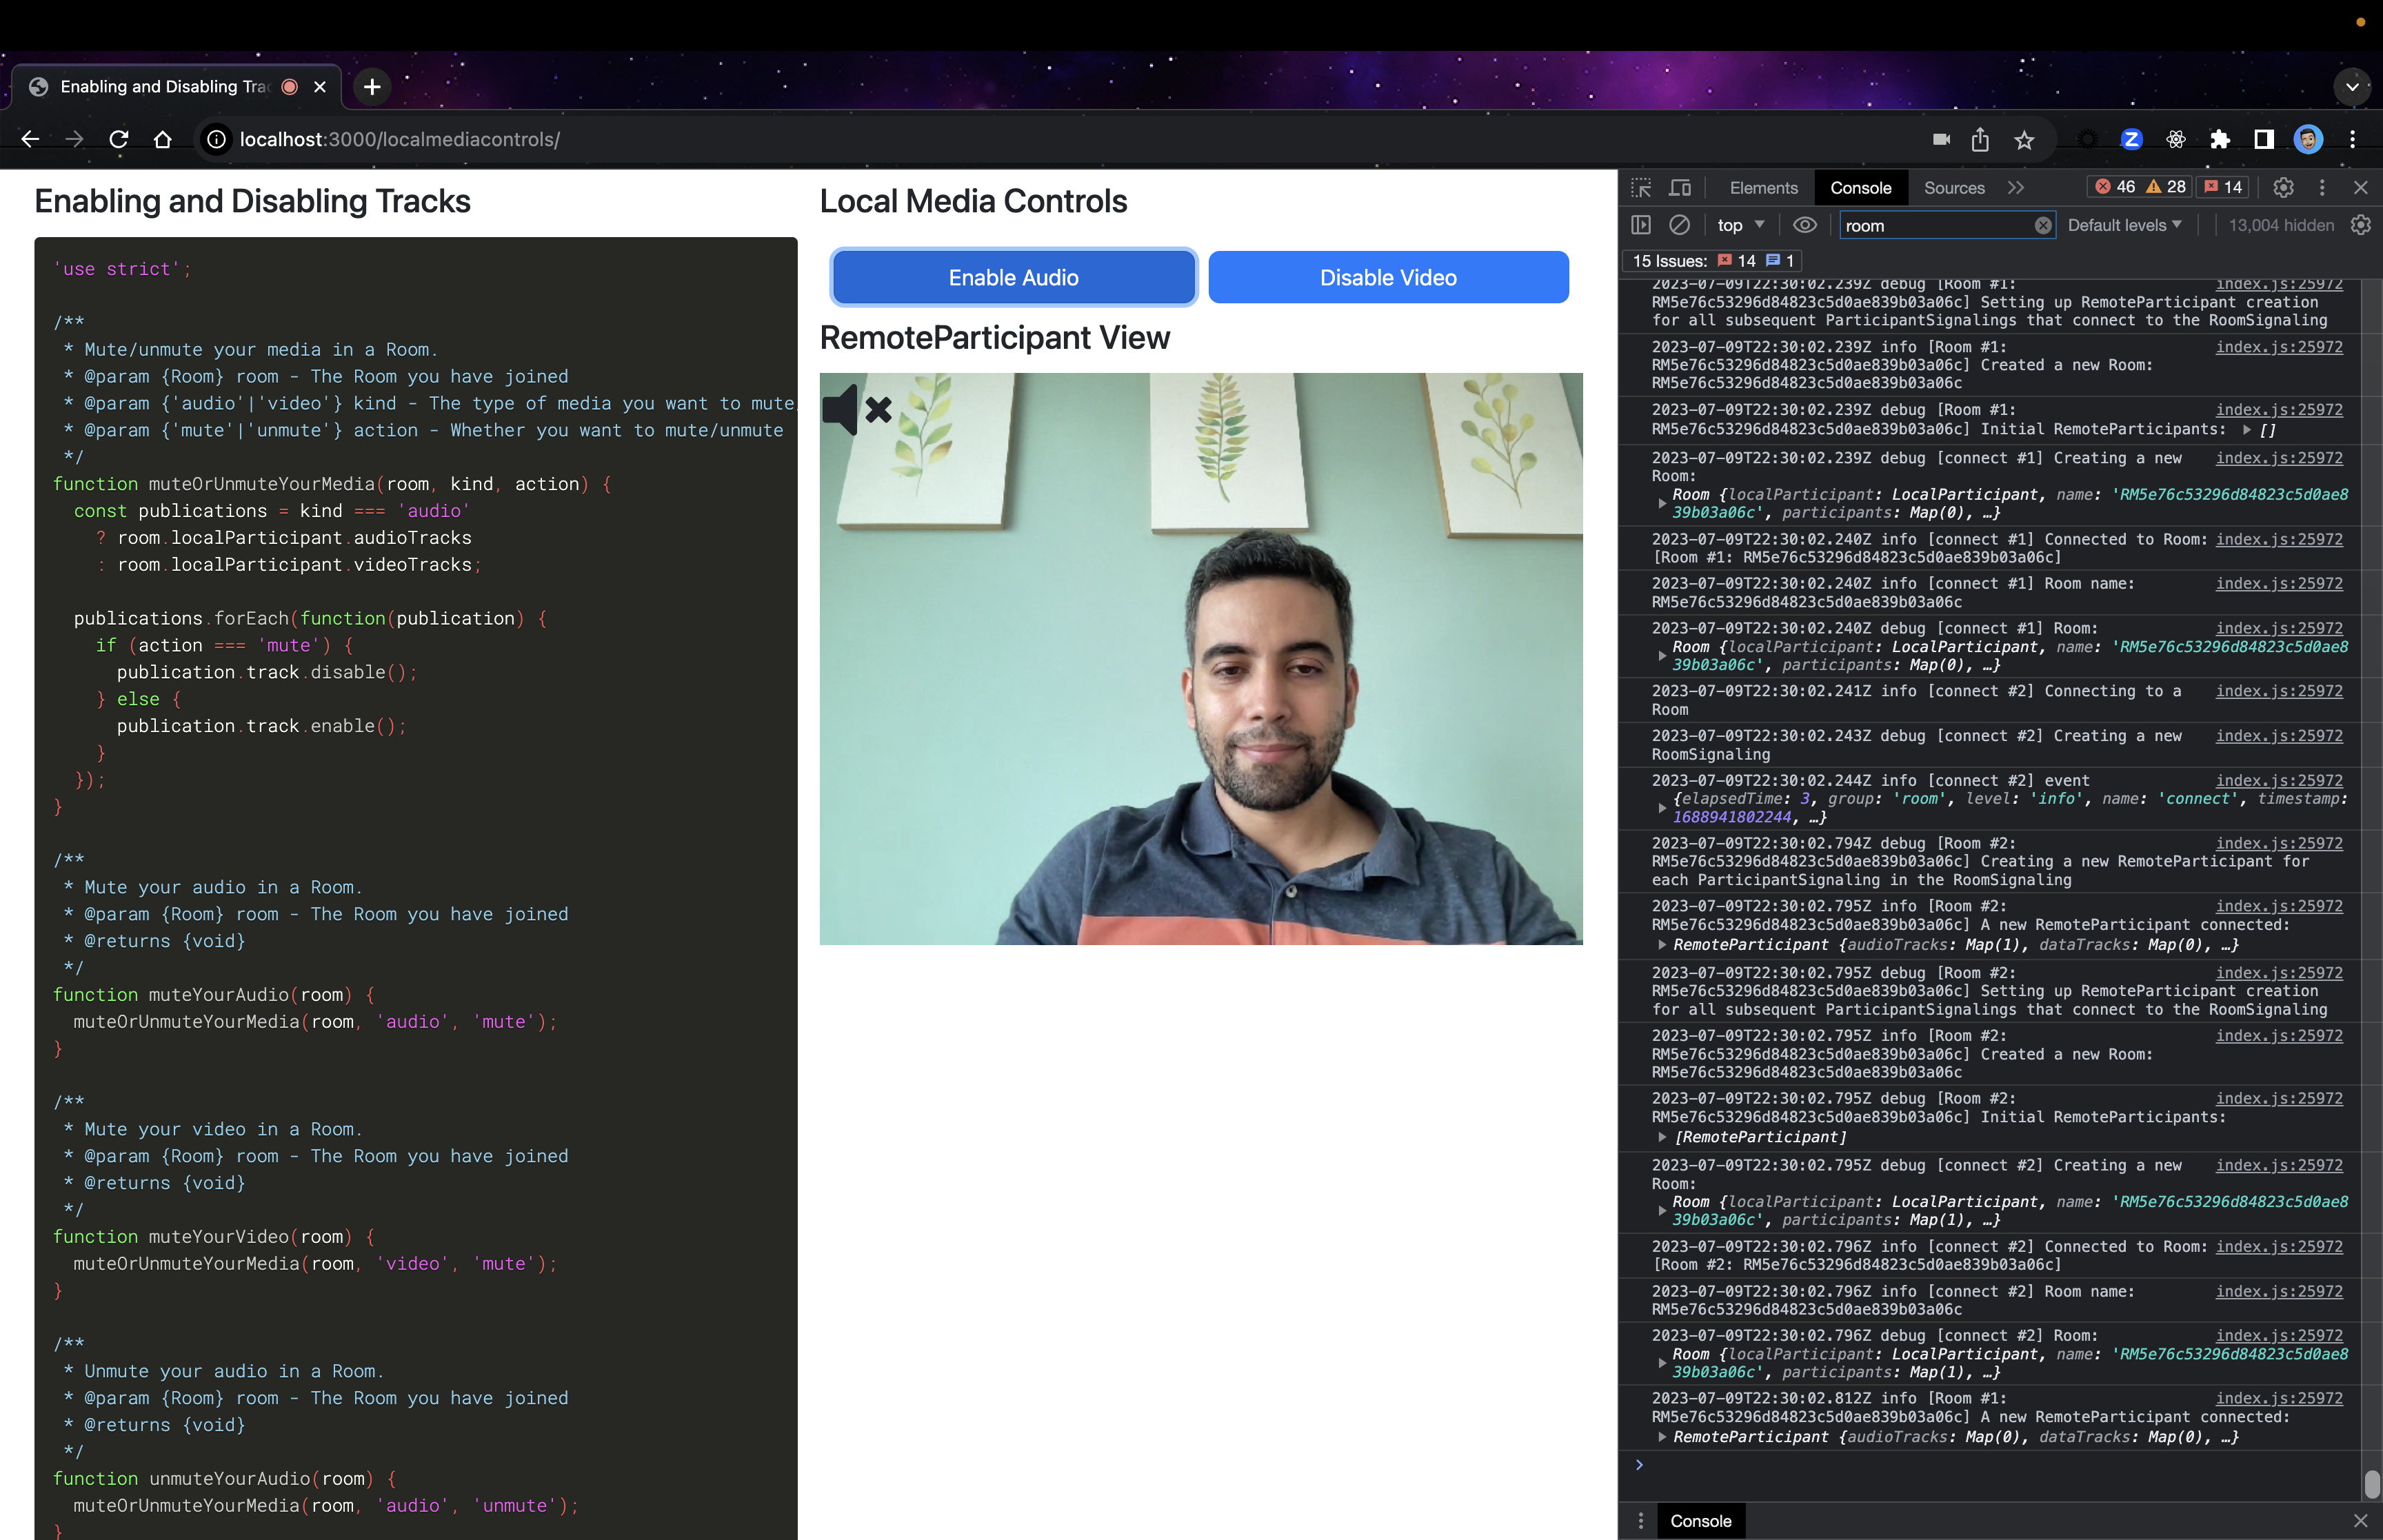 Enabling and Disabling Tra
localhost:3000/localmediacontrols/
Enabling and Disabling Tracks
'use strict';
/**
* Mute/unmute your media in a Room.
* @param {Room} room - The Room you have joined
* @param {'audio'|'video'} kind - The type of media you want to mute
* @param {'mute'|'unmute'} action - Whether you want to mute/unmute
*/
function muteOrUnmuteYourMedia(room, kind, action) {
const publications = kind === 'audio'
? room.localParticipant.audioTracks
: room.localParticipant.videoTracks;
publications.forEach(function(publication) {
if (action === 'mute') {
publication.track.disable();
} else {
publication.track.enable();
}
});
}
/**
* Mute your audio in a Room.
* @param {Room} room - The Room you have joined
* @returns {void}
*/
function muteYourAudio(room) {
muteOrUnmuteYourMedia(room, 'audio', 'mute');
}
/**
* Mute your video in a Room.
* @param {Room} room - The Room you have joined
* @returns {void}
*/
function muteYourVideo(room) {
muteOrUnmuteYourMedia(room, 'video', 'mute');
}
/**
* Unmute your audio in a Room.
* @param {Room} room - The Room you have joined
* @returns {void}
*/
function unmuteYourAudio(room) {
muteOrUnmuteYourMedia(room, 'audio', 'unmute');
}
Local Media Controls
Enable Audio Disable Video
RemoteParticipant View
Elements Console Sources 46 28 14
top room Default levels 13,004 hidden
15 Issues: 14 1
2023-07-09T22:30:02.239Z debug [Room #1: index.js:25972
RM5e76c53296d84823c5d0ae839b03a06c] Setting up RemoteParticipant creation
for all subsequent ParticipantSignalings that connect to the RoomSignaling
2023-07-09T22:30:02.239Z info [Room #1: index.js:25972
RM5e76c53296d84823c5d0ae839b03a06c] Created a new Room:
RM5e76c53296d84823c5d0ae839b03a06c
2023-07-09T22:30:02.239Z debug [Room #1: index.js:25972
RM5e76c53296d84823c5d0ae839b03a06c] Initial RemoteParticipants: []
2023-07-09T22:30:02.239Z debug [connect #1] Creating a new index.js:25972
Room:
Room {localParticipant: LocalParticipant, name: 'RM5e76c53296d84823c5d0ae8
39b03a06c', participants: Map(0), …}
2023-07-09T22:30:02.240Z info [connect #1] Connected to Room: index.js:25972
[Room #1: RM5e76c53296d84823c5d0ae839b03a06c]
2023-07-09T22:30:02.240Z info [connect #1] Room name: index.js:25972
RM5e76c53296d84823c5d0ae839b03a06c
2023-07-09T22:30:02.240Z debug [connect #1] Room: index.js:25972
Room {localParticipant: LocalParticipant, name: 'RM5e76c53296d84823c5d0ae8
39b03a06c', participants: Map(0), …}
2023-07-09T22:30:02.241Z info [connect #2] Connecting to a index.js:25972
Room
2023-07-09T22:30:02.243Z debug [connect #2] Creating a new index.js:25972
RoomSignaling
2023-07-09T22:30:02.244Z info [connect #2] event index.js:25972
{elapsedTime: 3, group: 'room', level: 'info', name: 'connect', timestamp:
1688941802244, …}
2023-07-09T22:30:02.794Z debug [Room #2: index.js:25972
RM5e76c53296d84823c5d0ae839b03a06c] Creating a new RemoteParticipant for
each ParticipantSignaling in the RoomSignaling
2023-07-09T22:30:02.795Z info [Room #2: index.js:25972
RM5e76c53296d84823c5d0ae839b03a06c] A new RemoteParticipant connected:
RemoteParticipant {audioTracks: Map(1), dataTracks: Map(0), …}
2023-07-09T22:30:02.795Z debug [Room #2: index.js:25972
RM5e76c53296d84823c5d0ae839b03a06c] Setting up RemoteParticipant creation
for all subsequent ParticipantSignalings that connect to the RoomSignaling
2023-07-09T22:30:02.795Z info [Room #2: index.js:25972
RM5e76c53296d84823c5d0ae839b03a06c] Created a new Room:
RM5e76c53296d84823c5d0ae839b03a06c
2023-07-09T22:30:02.795Z debug [Room #2: index.js:25972
RM5e76c53296d84823c5d0ae839b03a06c] Initial RemoteParticipants:
[RemoteParticipant]
2023-07-09T22:30:02.795Z debug [connect #2] Creating a new index.js:25972
Room:
Room {localParticipant: LocalParticipant, name: 'RM5e76c53296d84823c5d0ae8
39b03a06c', participants: Map(1), …}
2023-07-09T22:30:02.796Z info [connect #2] Connected to Room: index.js:25972
[Room #2: RM5e76c53296d84823c5d0ae839b03a06c]
2023-07-09T22:30:02.796Z info [connect #2] Room name: index.js:25972
RM5e76c53296d84823c5d0ae839b03a06c
2023-07-09T22:30:02.796Z debug [connect #2] Room: index.js:25972
Room {localParticipant: LocalParticipant, name: 'RM5e76c53296d84823c5d0ae8
39b03a06c', participants: Map(1), …}
2023-07-09T22:30:02.812Z info [Room #1: index.js:25972
RM5e76c53296d84823c5d0ae839b03a06c] A new RemoteParticipant connected:
RemoteParticipant {audioTracks: Map(0), dataTracks: Map(0), …}
Console